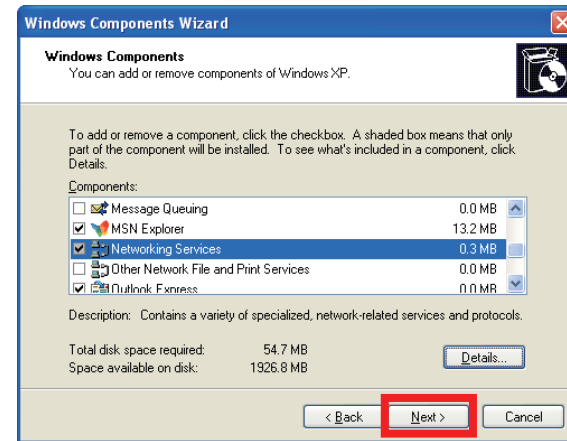 Windows Components Wizard
Windows Components
You can add or remove components of Windows XP.
To add or remove a component, click the checkbox. A shaded box means that only
part of the component will be installed. To see what's included in a component, click
Details.
Components:
Message Queuing 0.0 MB
MSN Explorer 13.2 MB
Networking Services 0.3 MB
Other Network File and Print Services 0.0 MB
Outlook Express 0.0 MB
Description: Contains a variety of specialized, network-related services and protocols.
Total disk space required: 54.7 MB
Space available on disk: 1926.8 MB
Details...
< Back Next > Cancel